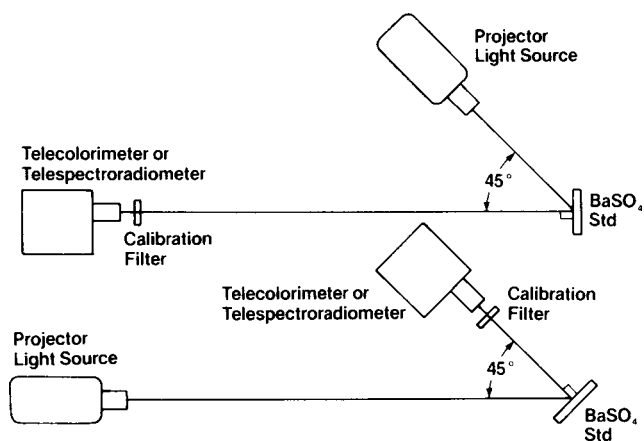 Projector
Light Source
Telecolorimeter or
Telespectroradiometer
45°
BaSO₄
Std
Calibration
Filter
Telecolorimeter or
Telespectroradiometer
Calibration
Filter
Projector
Light Source
45°
BaSO₄
Std